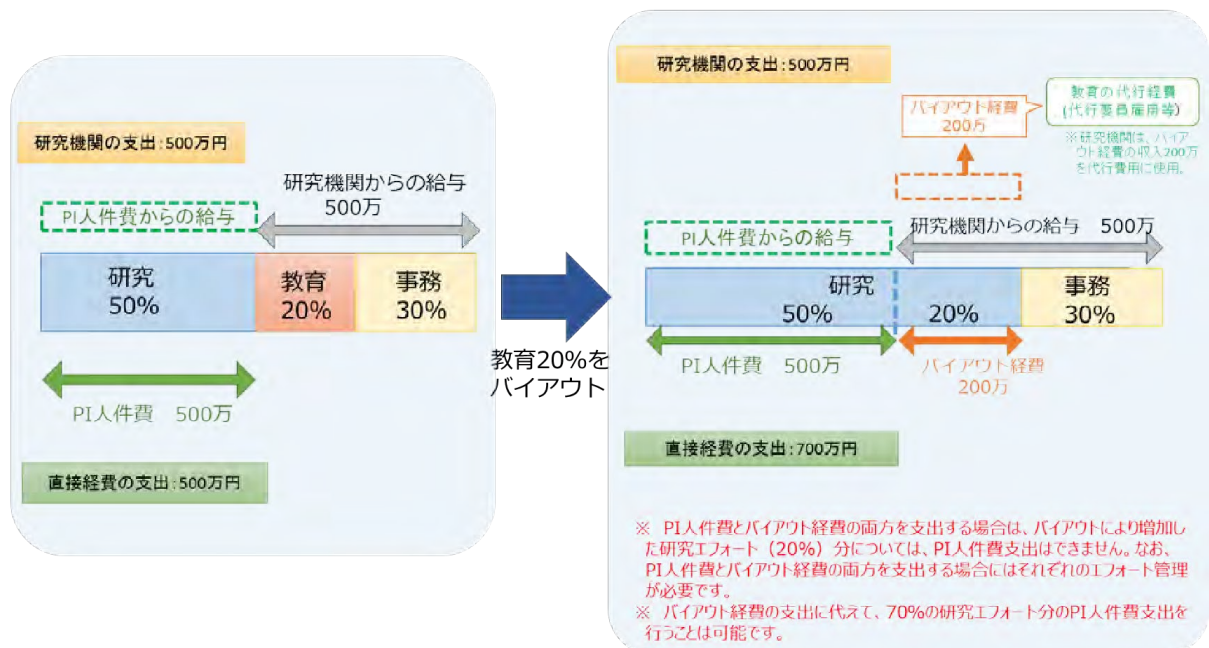 研究機関の支出:500万円
研究機関からの給与
500万
PI人件費からの給与
研究
50%
教育
20%
事務
30%
PI人件費 500万
直接経費の支出:500万円
教育20%を
バイアウト
研究機関の支出:500万円
バイアウト経費
200万
教育の代行経費
(代行要員雇用等)
※研究機関は、バイア
ウト経費の収入200万
を代行費用に使用。
PI人件費からの給与
研究機関からの給与 500万
研究
50%
20%
事務
30%
PI人件費 500万
バイアウト経費
200万
直接経費の支出:700万円
※ PI人件費とバイアウト経費の両方を支出する場合は、バイアウトにより増加し
た研究エフォート(20%)分については、PI人件費支出はできません。なお、
PI人件費とバイアウト経費の両方を支出する場合にはそれぞれのエフォート管理
が必要です。
※ バイアウト経費の支出に代えて、70%の研究エフォート分のPI人件費支出を
行うことは可能です。